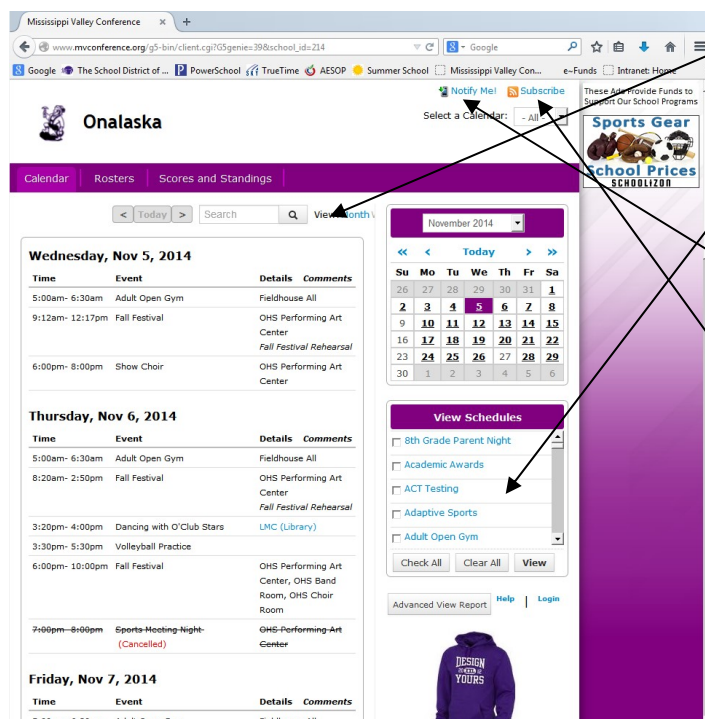 Mississippi Valley Conference × +
www.mvconference.org/g5-bin/client.cgi?G5genie=39&school_id=214 Google
Google The School District of ... PowerSchool TrueTime AESOP Summer School Mississippi Valley Con... e~Funds Intranet: Home
Notify Me! Subscribe
Onalaska
Select a Calendar: - All -
These Ads Provide Funds to
Support Our School Programs
Sports Gear
School Prices
SCHOOLIZON
Calendar Rosters Scores and Standings
< Today > Search View Month
Wednesday, Nov 5, 2014
Time Event Details Comments
5:00am- 6:30am Adult Open Gym Fieldhouse All
9:12am- 12:17pm Fall Festival OHS Performing Art
Center
Fall Festival Rehearsal
6:00pm- 8:00pm Show Choir OHS Performing Art
Center
Thursday, Nov 6, 2014
Time Event Details Comments
5:00am- 6:30am Adult Open Gym Fieldhouse All
8:20am- 2:50pm Fall Festival OHS Performing Art
Center
Fall Festival Rehearsal
3:20pm- 4:00pm Dancing with O'Club Stars LMC (Library)
3:30pm- 5:30pm Volleyball Practice
6:00pm- 10:00pm Fall Festival OHS Performing Art
Center, OHS Band
Room, OHS Choir
Room
7:00pm- 8:00pm Sports Meeting Night- OHS Performing Art
(Cancelled) Center
Friday, Nov 7, 2014
Time Event Details Comments
November 2014
« < Today > »
Su Mo Tu We Th Fr Sa
26 27 28 29 30 31 1
2 3 4 5 6 7 8
9 10 11 12 13 14 15
16 17 18 19 20 21 22
23 24 25 26 27 28 29
30 1 2 3 4 5 6
View Schedules
8th Grade Parent Night
Academic Awards
ACT Testing
Adaptive Sports
Adult Open Gym
Check All Clear All View
Advanced View Report Help | Login
DESIGN
YOURS